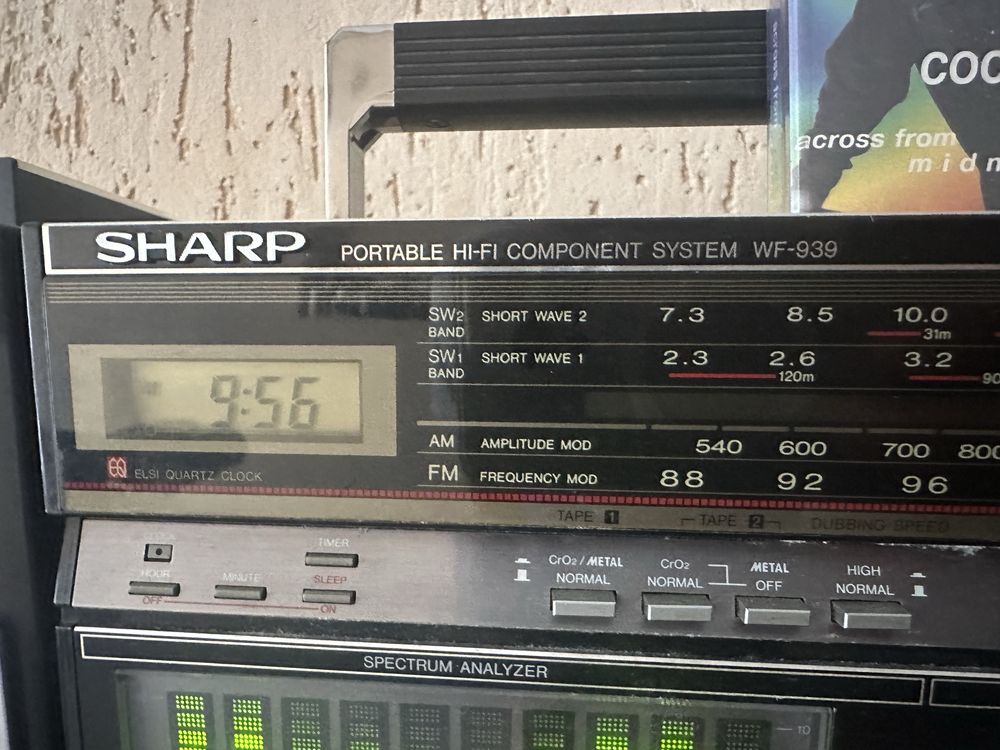 COC
across from
midn
SHARP PORTABLE HI-FI COMPONENT SYSTEM WF-939
SW2 BAND SHORT WAVE 2 7.3 8.5 10.0
31m
SW1 BAND SHORT WAVE 1 2.3 2.6 3.2
120m 90
9:56
AM AMPLITUDE MOD 540 600 700 800
FM FREQUENCY MOD 88 92 96
ELSI QUARTZ CLOCK
TAPE 1 TAPE 2 DUBBING SPEED
TIMER
HOUR MINUTE SLEEP
OFF ON
CrO2/METAL CrO2 METAL HIGH
NORMAL NORMAL OFF NORMAL
SPECTRUM ANALYZER